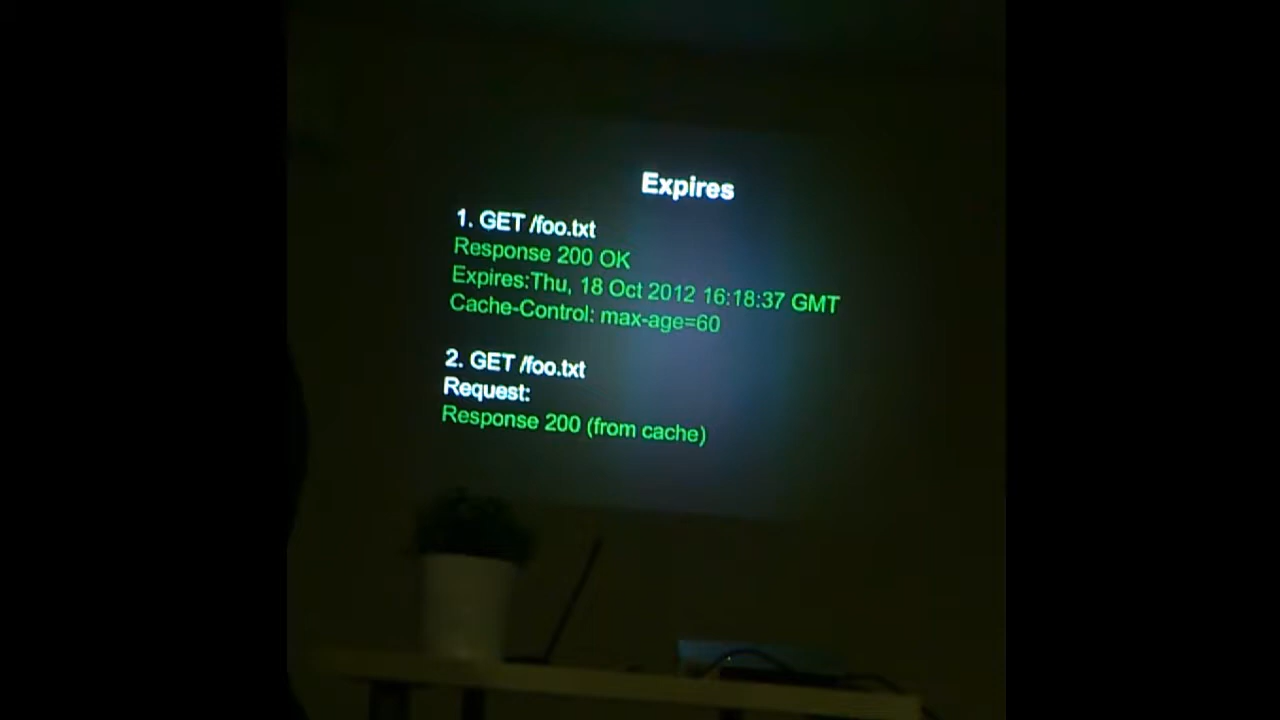 Expires
1. GET /foo.txt
Response 200 OK
Expires:Thu, 18 Oct 2012 16:18:37 GMT
Cache-Control: max-age=60
2. GET /foo.txt
Request:
Response 200 (from cache)